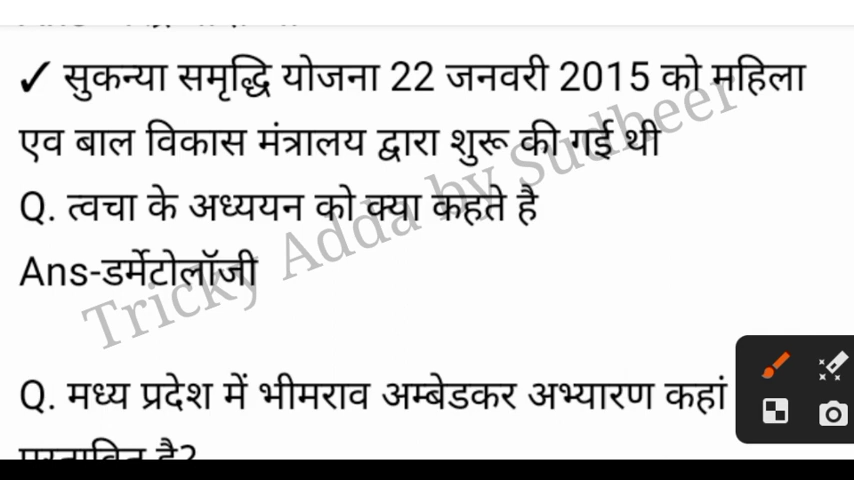 ✓ सुकन्या समृद्धि योजना 22 जनवरी 2015 को महिला
एव बाल विकास मंत्रालय द्वारा शुरू की गई थी
Q. त्वचा के अध्ययन को क्या कहते है
Ans-डर्मेटोलॉजी
Tricky Adda by Sudheer
Q. मध्य प्रदेश में भीमराव अम्बेडकर अभ्यारण कहां
है?